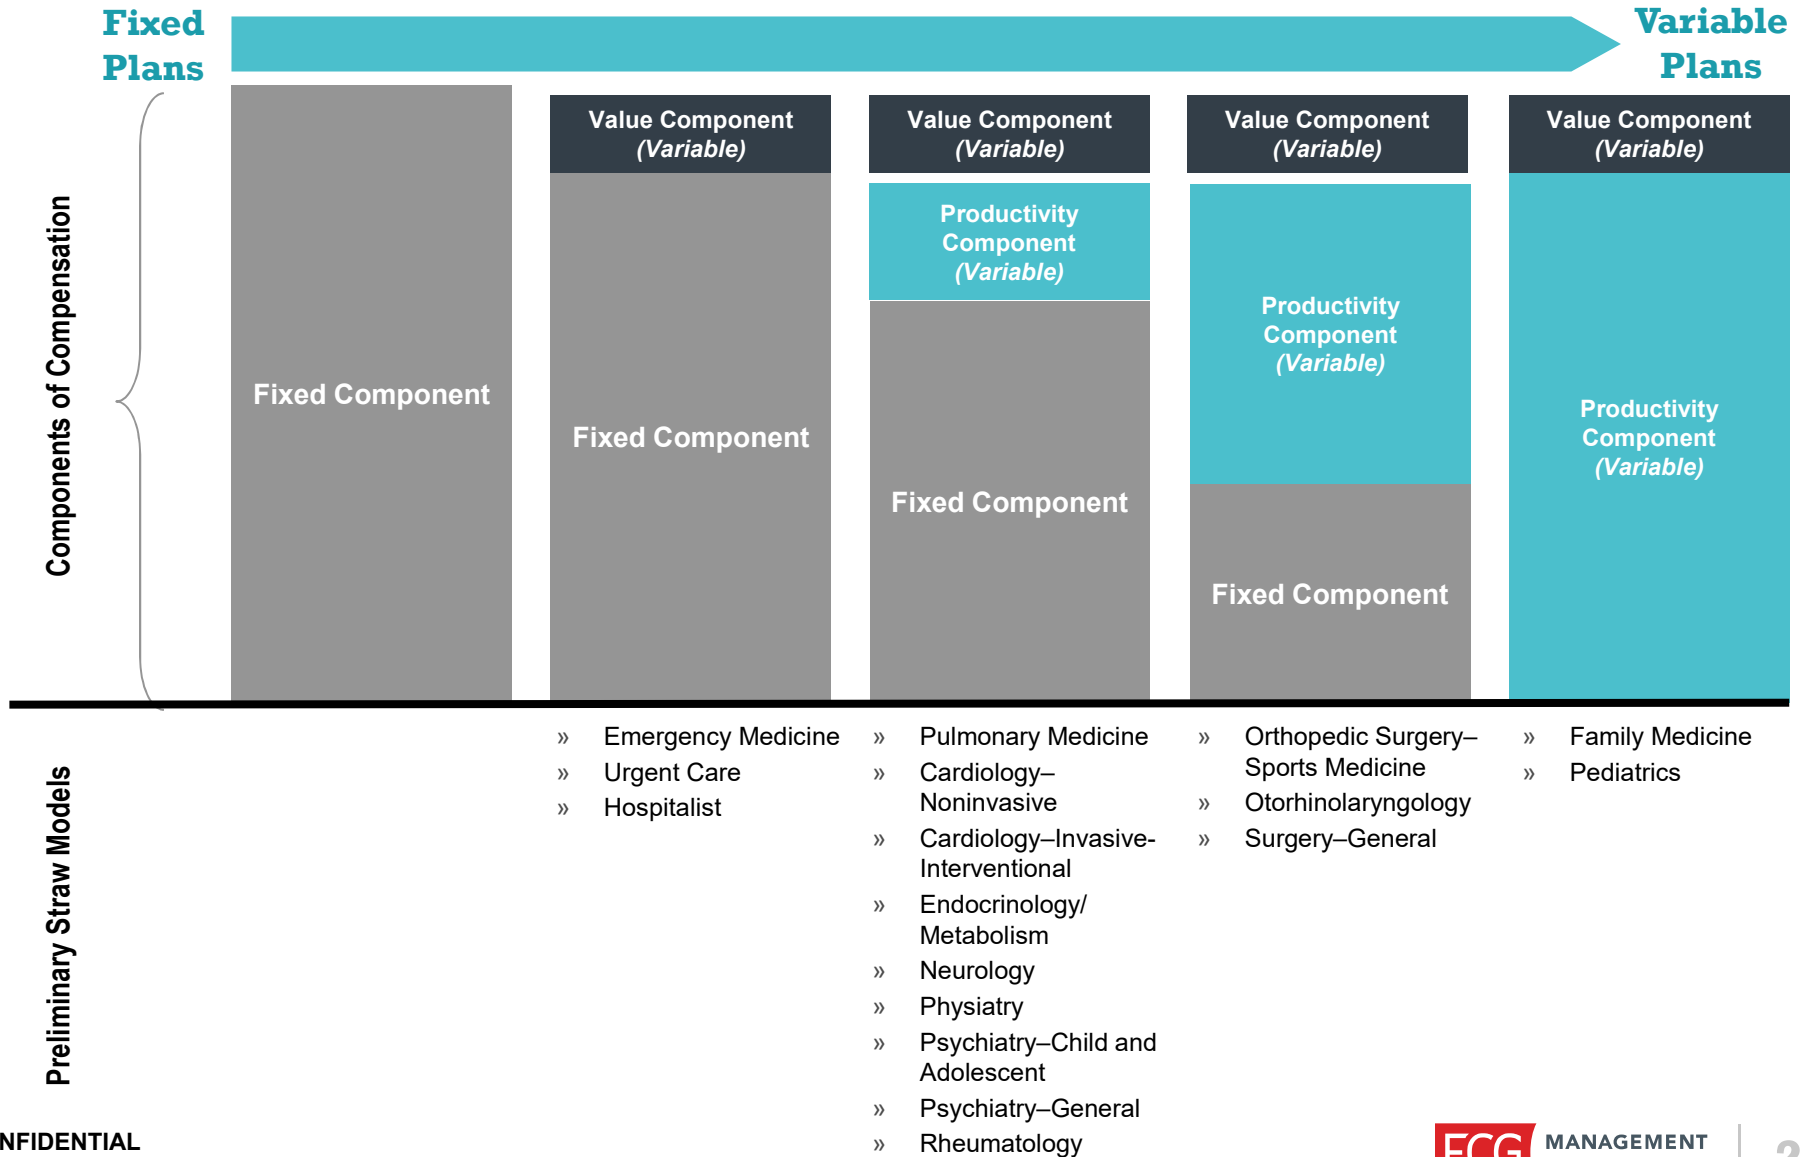 Fixed
Plans
Variable
Plans
Components of Compensation
Fixed Component
Value Component
(Variable)
Fixed Component
Value Component
(Variable)
Productivity
Component
(Variable)
Fixed Component
Value Component
(Variable)
Productivity
Component
(Variable)
Fixed Component
Value Component
(Variable)
Productivity
Component
(Variable)
Preliminary Straw Models
» Emergency Medicine
» Urgent Care
» Hospitalist
» Pulmonary Medicine
» Cardiology–
Noninvasive
» Cardiology–Invasive-
Interventional
» Endocrinology/
Metabolism
» Neurology
» Physiatry
» Psychiatry–Child and
Adolescent
» Psychiatry–General
» Rheumatology
» Orthopedic Surgery–
Sports Medicine
» Otorhinolaryngology
» Surgery–General
» Family Medicine
» Pediatrics
NFIDENTIAL
ECG
MANAGEMENT
2